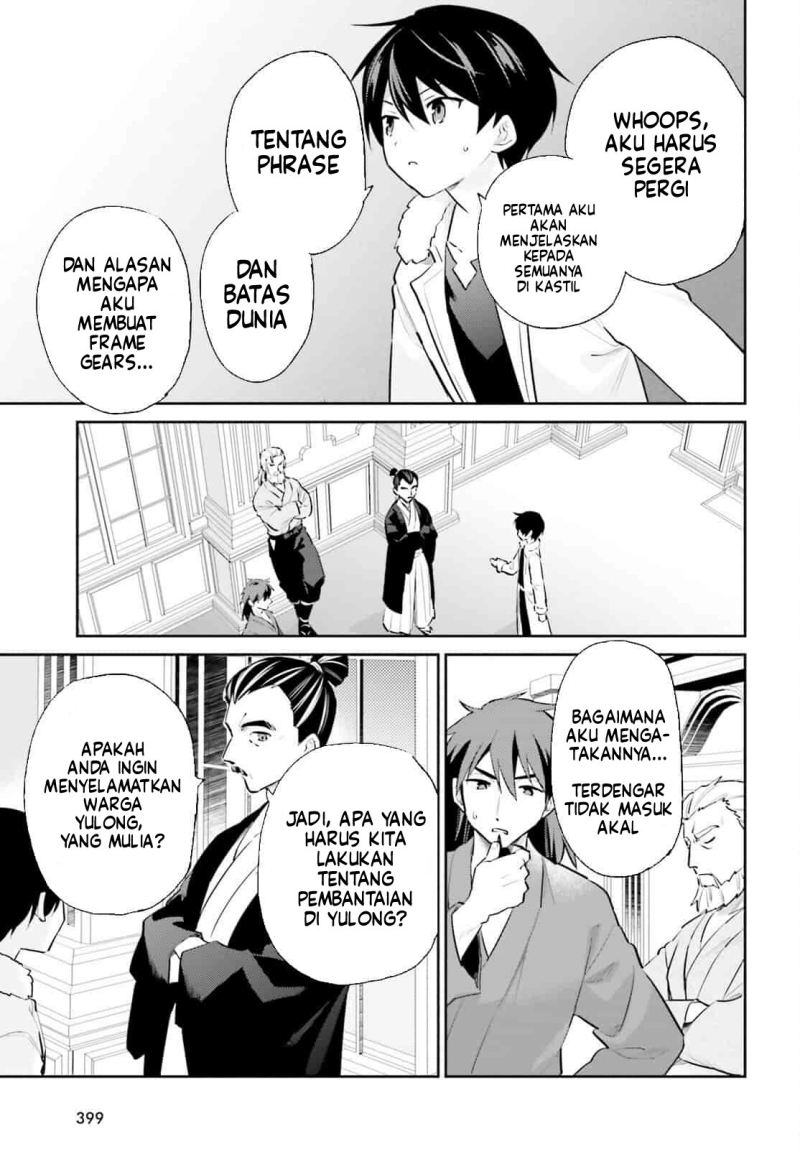 WHOOPS,
AKU HARUS
SEGERA
PERGI
PERTAMA AKU
AKAN
MENJELASKAN
KEPADA
SEMUANYA
DI KASTIL
TENTANG
PHRASE
DAN
BATAS
DUNIA
DAN ALASAN
MENGAPA
AKU
MEMBUAT
FRAME
GEARS...
BAGAIMANA
AKU MENGA-
TAKANNYA...
TERDENGAR
TIDAK MASUK
AKAL
JADI, APA YANG
HARUS KITA
LAKUKAN
TENTANG
PEMBANTAIAN
DI YULONG?
APAKAH
ANDA INGIN
MENYELAMATKAN
WARGA
YULONG,
YANG MULIA?
399